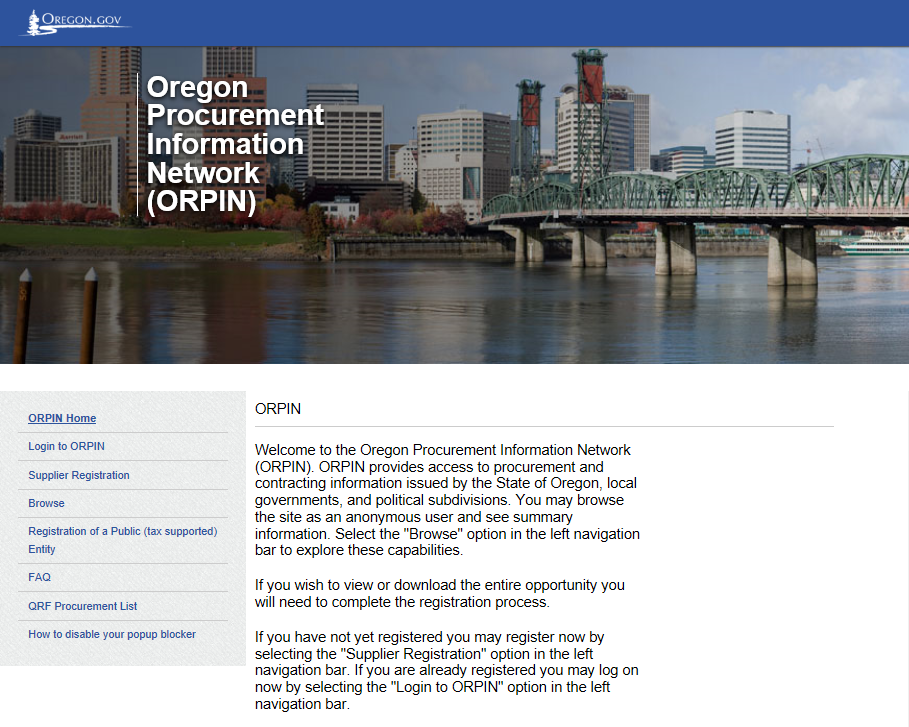 OREGON.GOV
Oregon
Procurement
Information
Network
(ORPIN)
Marriott
ORPIN Home
Login to ORPIN
Supplier Registration
Browse
Registration of a Public (tax supported)
Entity
FAQ
QRF Procurement List
How to disable your popup blocker
ORPIN
Welcome to the Oregon Procurement Information Network
(ORPIN). ORPIN provides access to procurement and
contracting information issued by the State of Oregon, local
governments, and political subdivisions. You may browse
the site as an anonymous user and see summary
information. Select the "Browse" option in the left navigation
bar to explore these capabilities.
If you wish to view or download the entire opportunity you
will need to complete the registration process.
If you have not yet registered you may register now by
selecting the "Supplier Registration" option in the left
navigation bar. If you are already registered you may log on
now by selecting the "Login to ORPIN" option in the left
navigation bar.